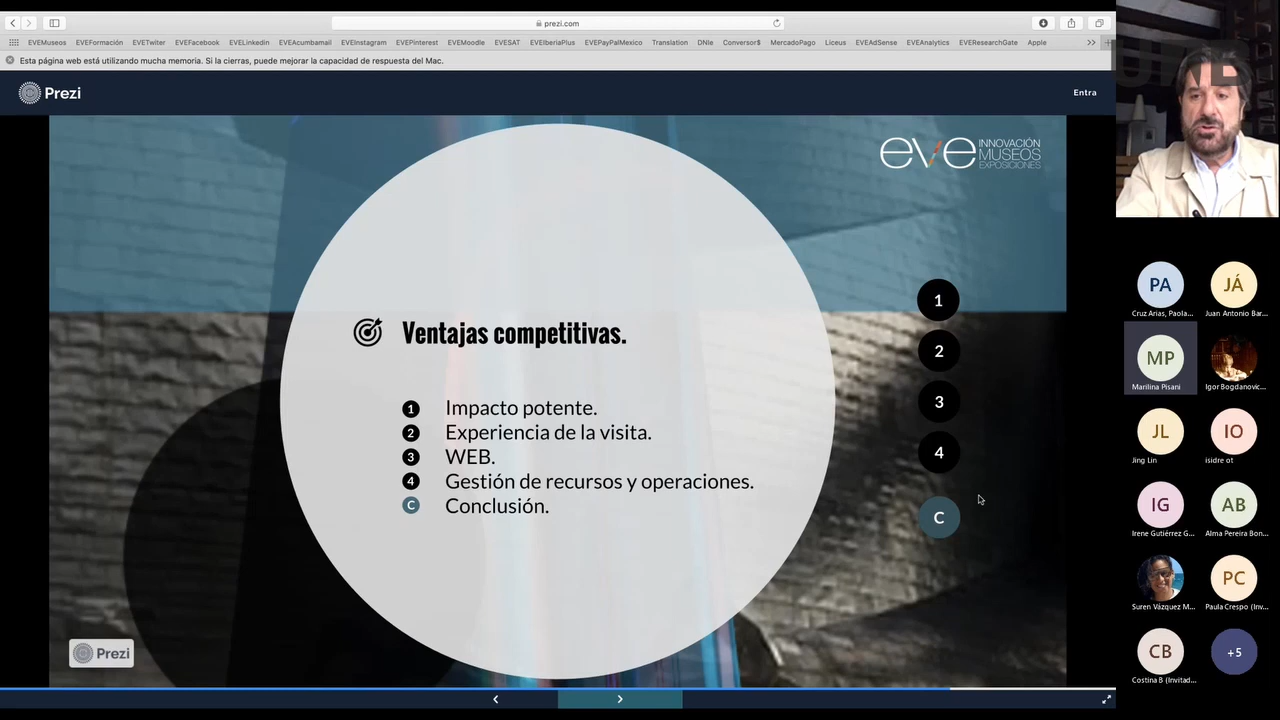 prezi.com
EVEMuseos EVEFormación EVETwiter EVEFacebook EVELinkedin EVEAcumbamail EVEInstagram EVEPinterest EVEMoodle EVESAT EVEIberiaPlus EVEPayPalMexico Translation DNIe Conversor$ MercadoPago Liceus EVEAdSense EVEAnalytics EVEResearchGate Apple
Esta página web está utilizando mucha memoria. Si la cierras, puede mejorar la capacidad de respuesta del Mac.
Prezi
Entra
eve INNOVACIÓN
MUSEOS
EXPOSICIONES
Ventajas competitivas.
1 Impacto potente.
2 Experiencia de la visita.
3 WEB.
4 Gestión de recursos y operaciones.
C Conclusión.
1
2
3
4
C
Prezi
PA JÁ
Cruz Arias, Paola... Juan Antonio Bar...
MP
Marilina Pisani Igor Bogdanovic...
JL IO
Jing Lin isidre ot
IG AB
Irene Gutiérrez G... Alma Pereira Bon...
PC
Suren Vázquez M... Paula Crespo (Inv...
CB +5
Costina B (Invitad...